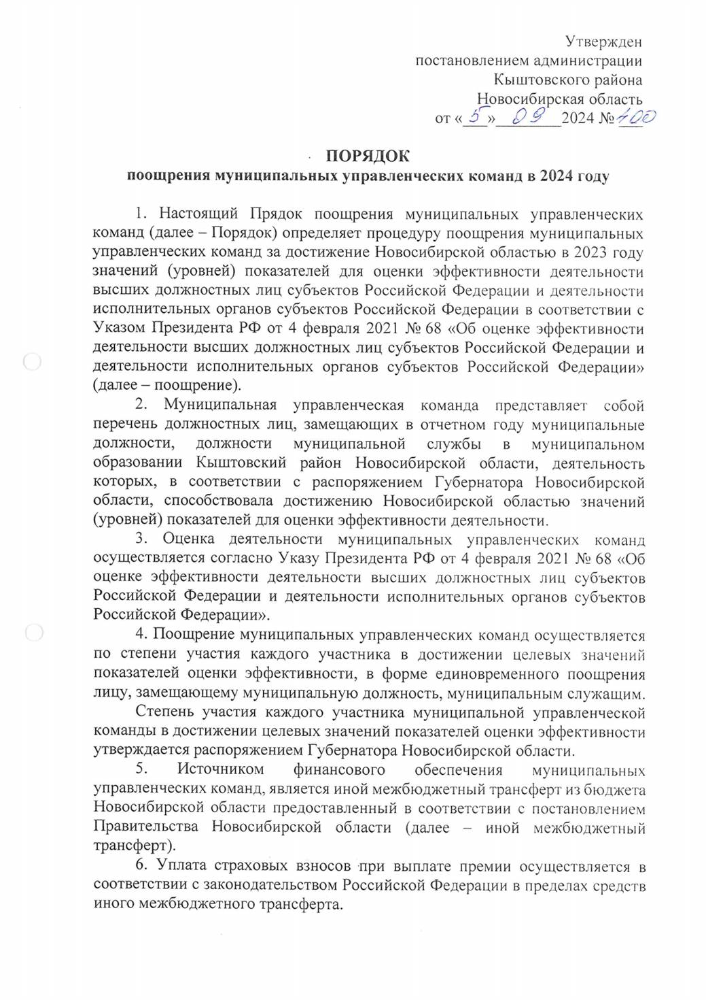 Утвержден
постановлением администрации
Кыштовского района
Новосибирская область
от «5» 09 2024 № 400
ПОРЯДОК
поощрения муниципальных управленческих команд в 2024 году
1. Настоящий Прядок поощрения муниципальных управленческих
команд (далее – Порядок) определяет процедуру поощрения муниципальных
управленческих команд за достижение Новосибирской областью в 2023 году
значений (уровней) показателей для оценки эффективности деятельности
высших должностных лиц субъектов Российской Федерации и деятельности
исполнительных органов субъектов Российской Федерации в соответствии с
Указом Президента РФ от 4 февраля 2021 № 68 «Об оценке эффективности
деятельности высших должностных лиц субъектов Российской Федерации и
деятельности исполнительных органов субъектов Российской Федерации»
(далее – поощрение).
2. Муниципальная управленческая команда представляет собой
перечень должностных лиц, замещающих в отчетном году муниципальные
должности, должности муниципальной службы в муниципальном
образовании Кыштовский район Новосибирской области, деятельность
которых, в соответствии с распоряжением Губернатора Новосибирской
области, способствовала достижению Новосибирской областью значений
(уровней) показателей для оценки эффективности деятельности.
3. Оценка деятельности муниципальных управленческих команд
осуществляется согласно Указу Президента РФ от 4 февраля 2021 № 68 «Об
оценке эффективности деятельности высших должностных лиц субъектов
Российской Федерации и деятельности исполнительных органов субъектов
Российской Федерации».
4. Поощрение муниципальных управленческих команд осуществляется
по степени участия каждого участника в достижении целевых значений
показателей оценки эффективности, в форме единовременного поощрения
лицу, замещающему муниципальную должность, муниципальным служащим.
Степень участия каждого участника муниципальной управленческой
команды в достижении целевых значений показателей оценки эффективности
утверждается распоряжением Губернатора Новосибирской области.
5. Источником финансового обеспечения муниципальных
управленческих команд, является иной межбюджетный трансферт из бюджета
Новосибирской области предоставленный в соответствии с постановлением
Правительства Новосибирской области (далее – иной межбюджетный
трансферт).
6. Уплата страховых взносов при выплате премии осуществляется в
соответствии с законодательством Российской Федерации в пределах средств
иного межбюджетного трансферта.